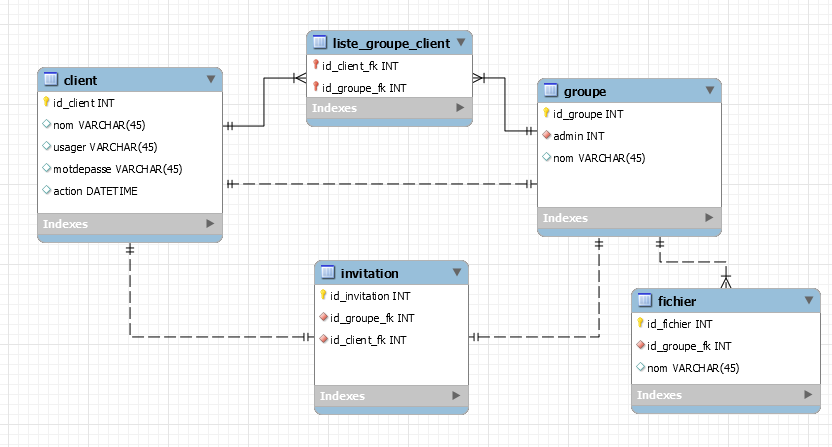 client
id_client INT
nom VARCHAR(45)
usager VARCHAR(45)
motdepasse VARCHAR(45)
action DATETIME
Indexes
liste_groupe_client
id_client_fk INT
id_groupe_fk INT
Indexes
groupe
id_groupe INT
admin INT
nom VARCHAR(45)
Indexes
invitation
id_invitation INT
id_groupe_fk INT
id_client_fk INT
Indexes
fichier
id_fichier INT
id_groupe_fk INT
nom VARCHAR(45)
Indexes